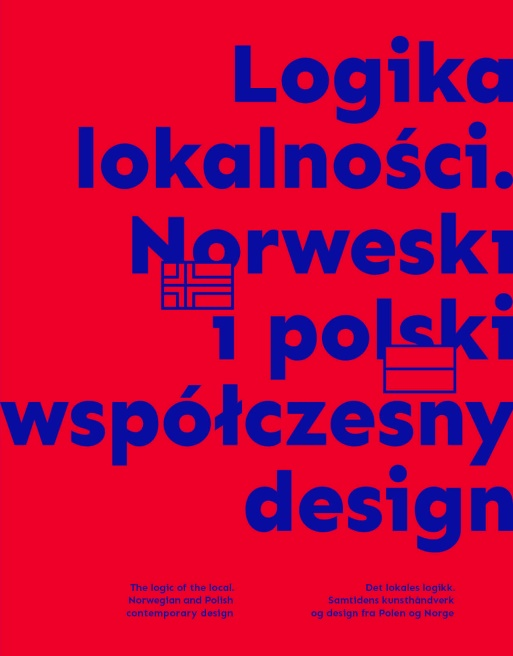 Logika
lokalności.
Norweski
i polski
współczesny
design
The logic of the local.
Norwegian and Polish
contemporary design
Det lokales logikk.
Samtidens kunsthåndverk
og design fra Polen og Norge